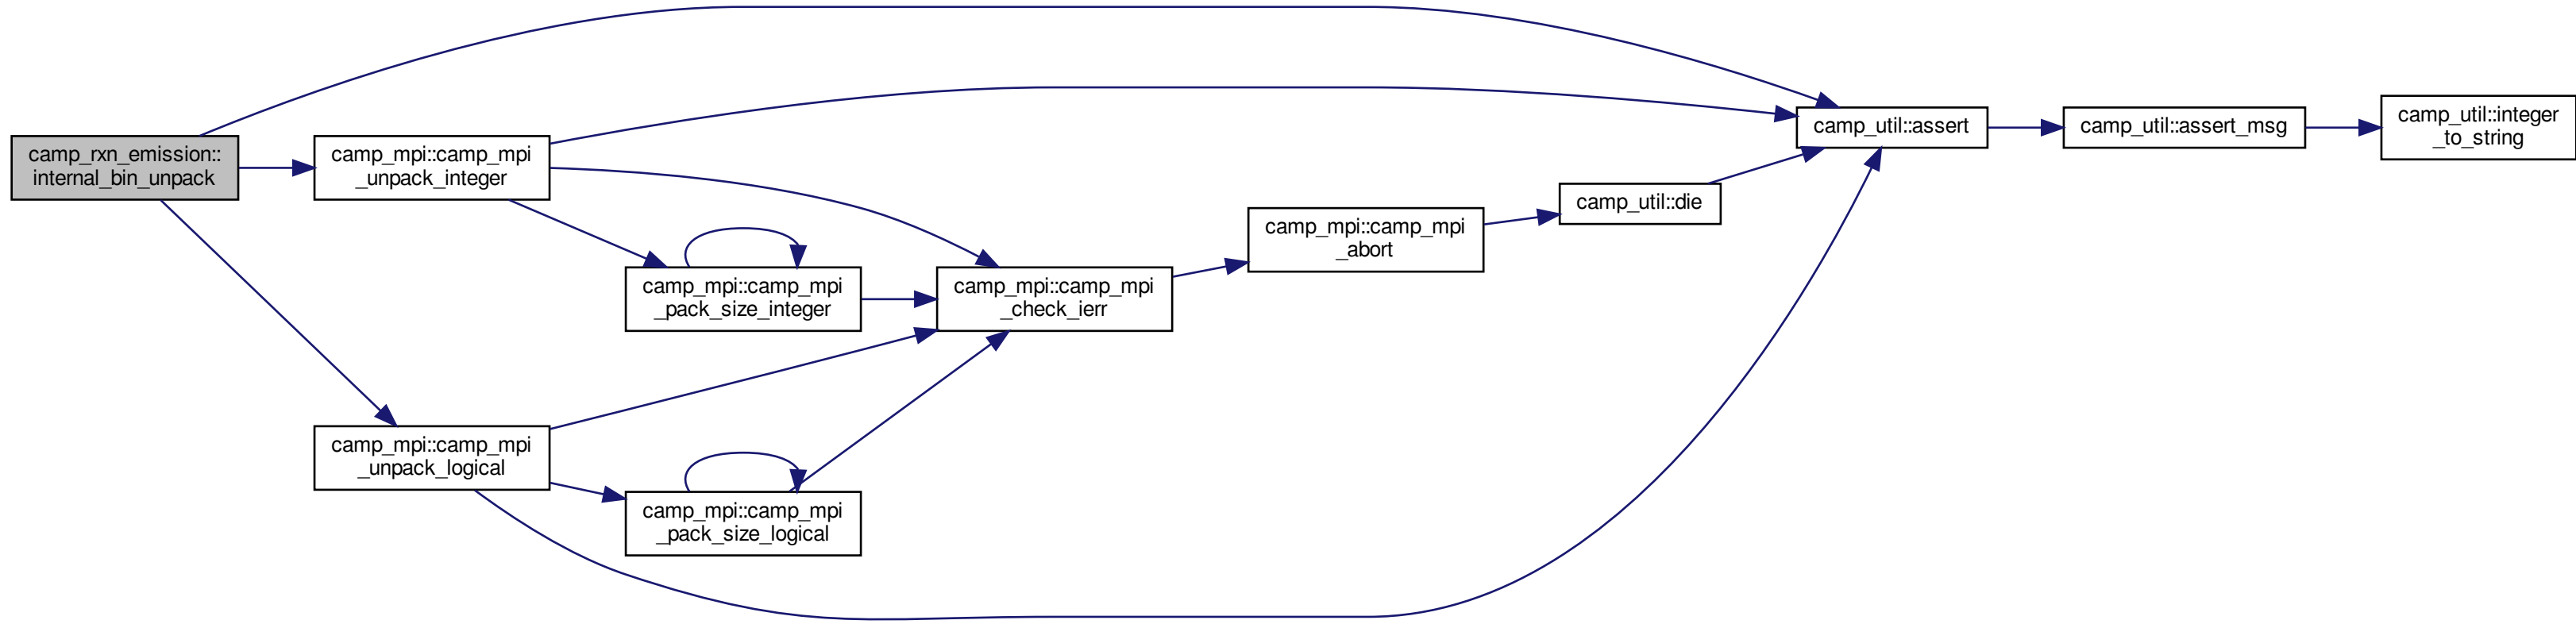 camp_rxn_emission::
internal_bin_unpack
camp_mpi::camp_mpi
_unpack_integer
camp_mpi::camp_mpi
_pack_size_integer
camp_mpi::camp_mpi
_check_ierr
camp_mpi::camp_mpi
_abort
camp_util::die
camp_util::assert
camp_util::assert_msg
camp_util::integer
_to_string
camp_mpi::camp_mpi
_unpack_logical
camp_mpi::camp_mpi
_pack_size_logical